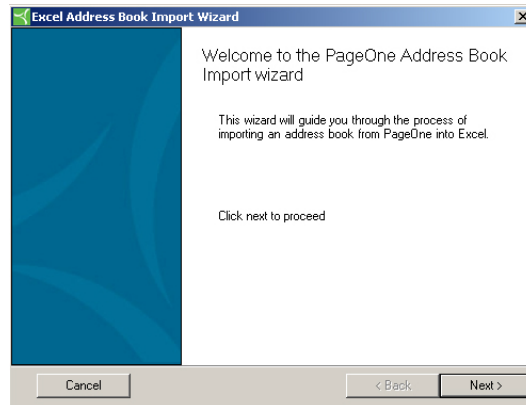 Excel Address Book Import Wizard
Welcome to the PageOne Address Book
Import wizard
This wizard will guide you through the process of
importing an address book from PageOne into Excel.
Click next to proceed
Cancel
< Back
Next >